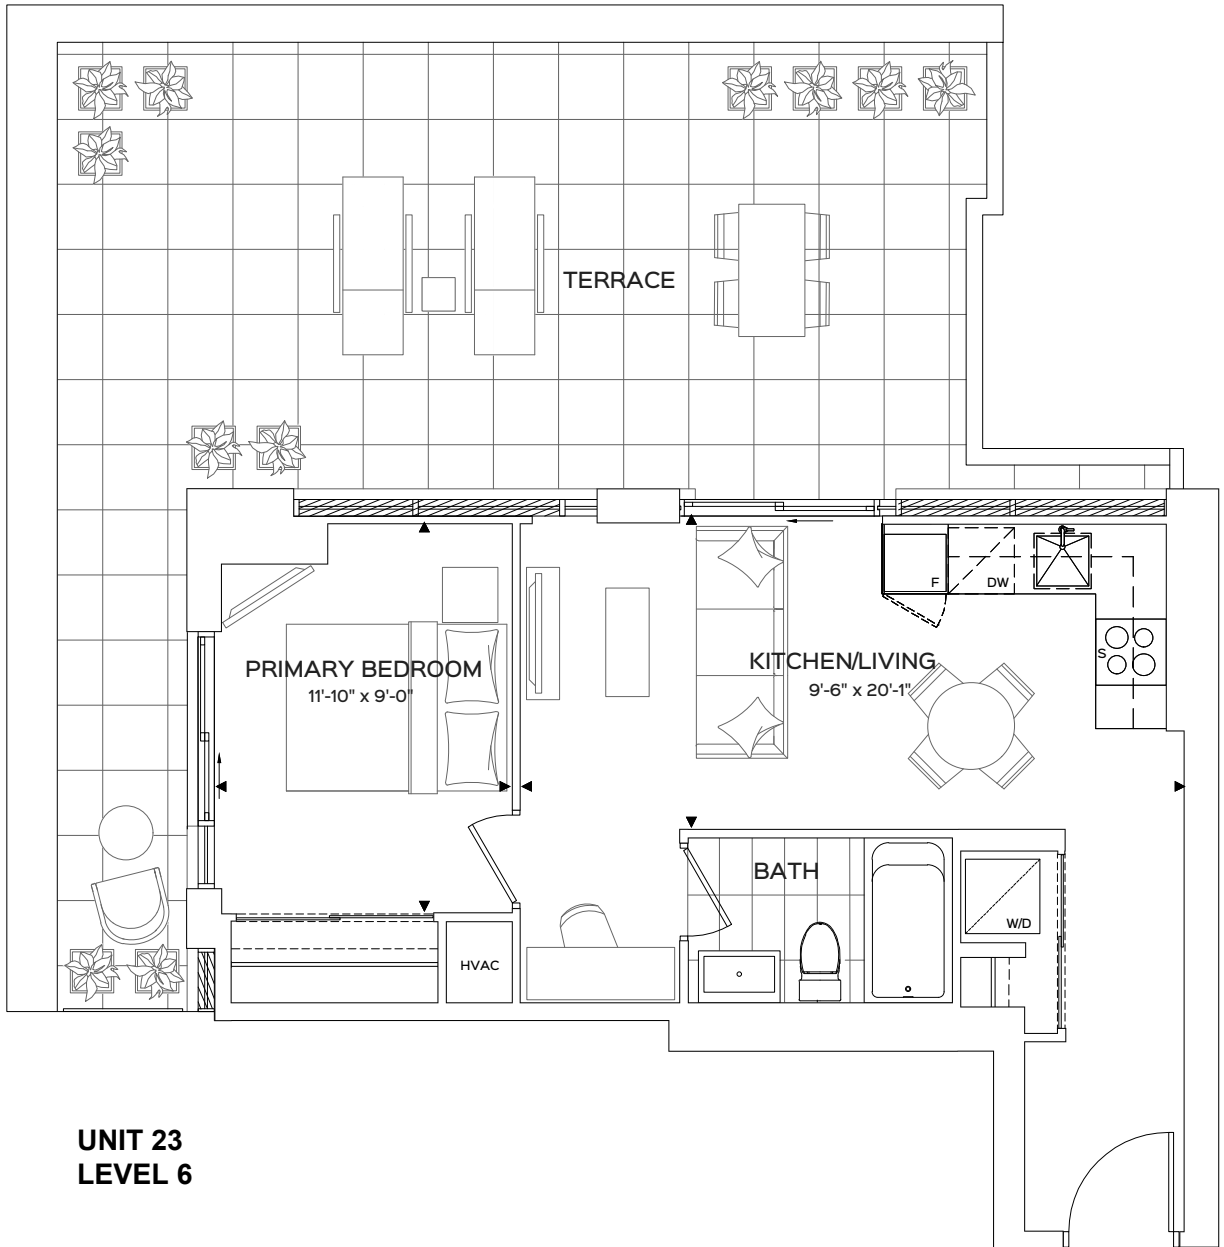 TERRACE
PRIMARY BEDROOM
11'-10" x 9'-0"
KITCHEN/LIVING
9'-6" x 20'-1"
F
DW
S
BATH
W/D
HVAC
UNIT 23
LEVEL 6